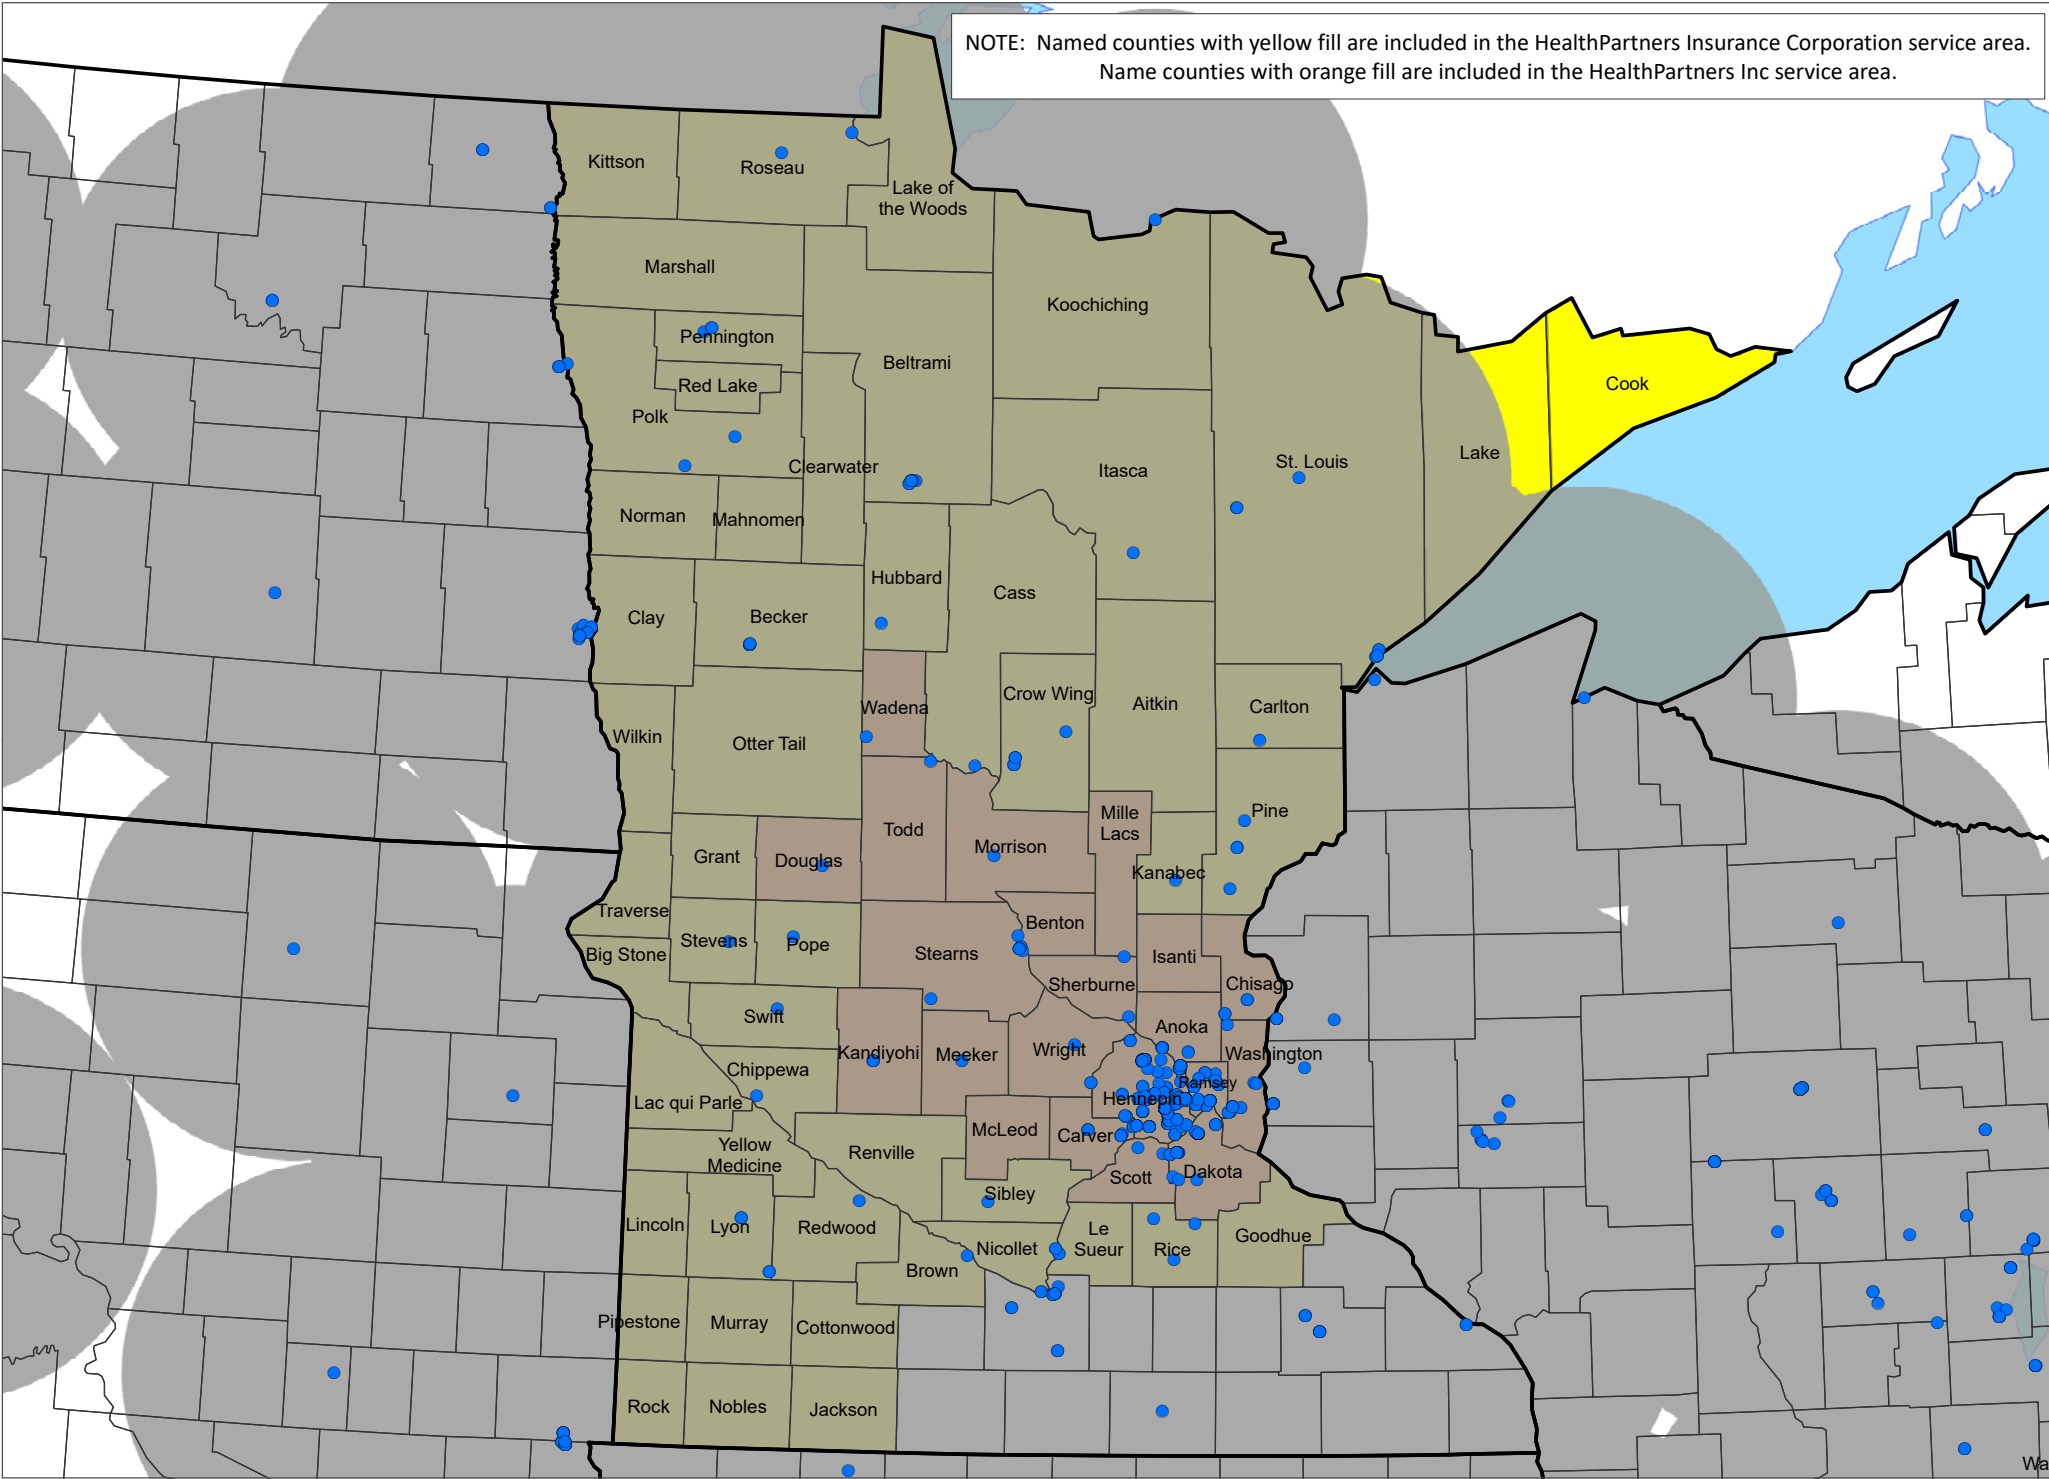 NOTE: Named counties with yellow fill are included in the HealthPartners Insurance Corporation service area.
Name counties with orange fill are included in the HealthPartners Inc service area.
Kittson
Roseau
Lake of
the Woods
Marshall
Koochiching
Pennington
Beltrami
Red Lake
Cook
Polk
Clearwater
Itasca
St. Louis
Lake
Norman
Mahnomen
Hubbard
Cass
Clay
Becker
Crow Wing
Wadena
Aitkin
Carlton
Wilkin
Otter Tail
Mille
Lacs
Pine
Todd
Morrison
Grant
Douglas
Kanabec
Traverse
Benton
Stevens
Pope
Big Stone
Stearns
Isanti
Sherburne
Chisago
Swift
Anoka
Kandiyohi
Meeker
Wright
Washington
Chippewa
Ramsey
Hennepin
Lac qui Parle
McLeod
Carver
Yellow
Medicine
Renville
Scott
Dakota
Sibley
Lincoln
Lyon
Redwood
Le
Sueur
Nicollet
Rice
Goodhue
Brown
Pipestone
Murray
Cottonwood
Rock
Nobles
Jackson
Wa